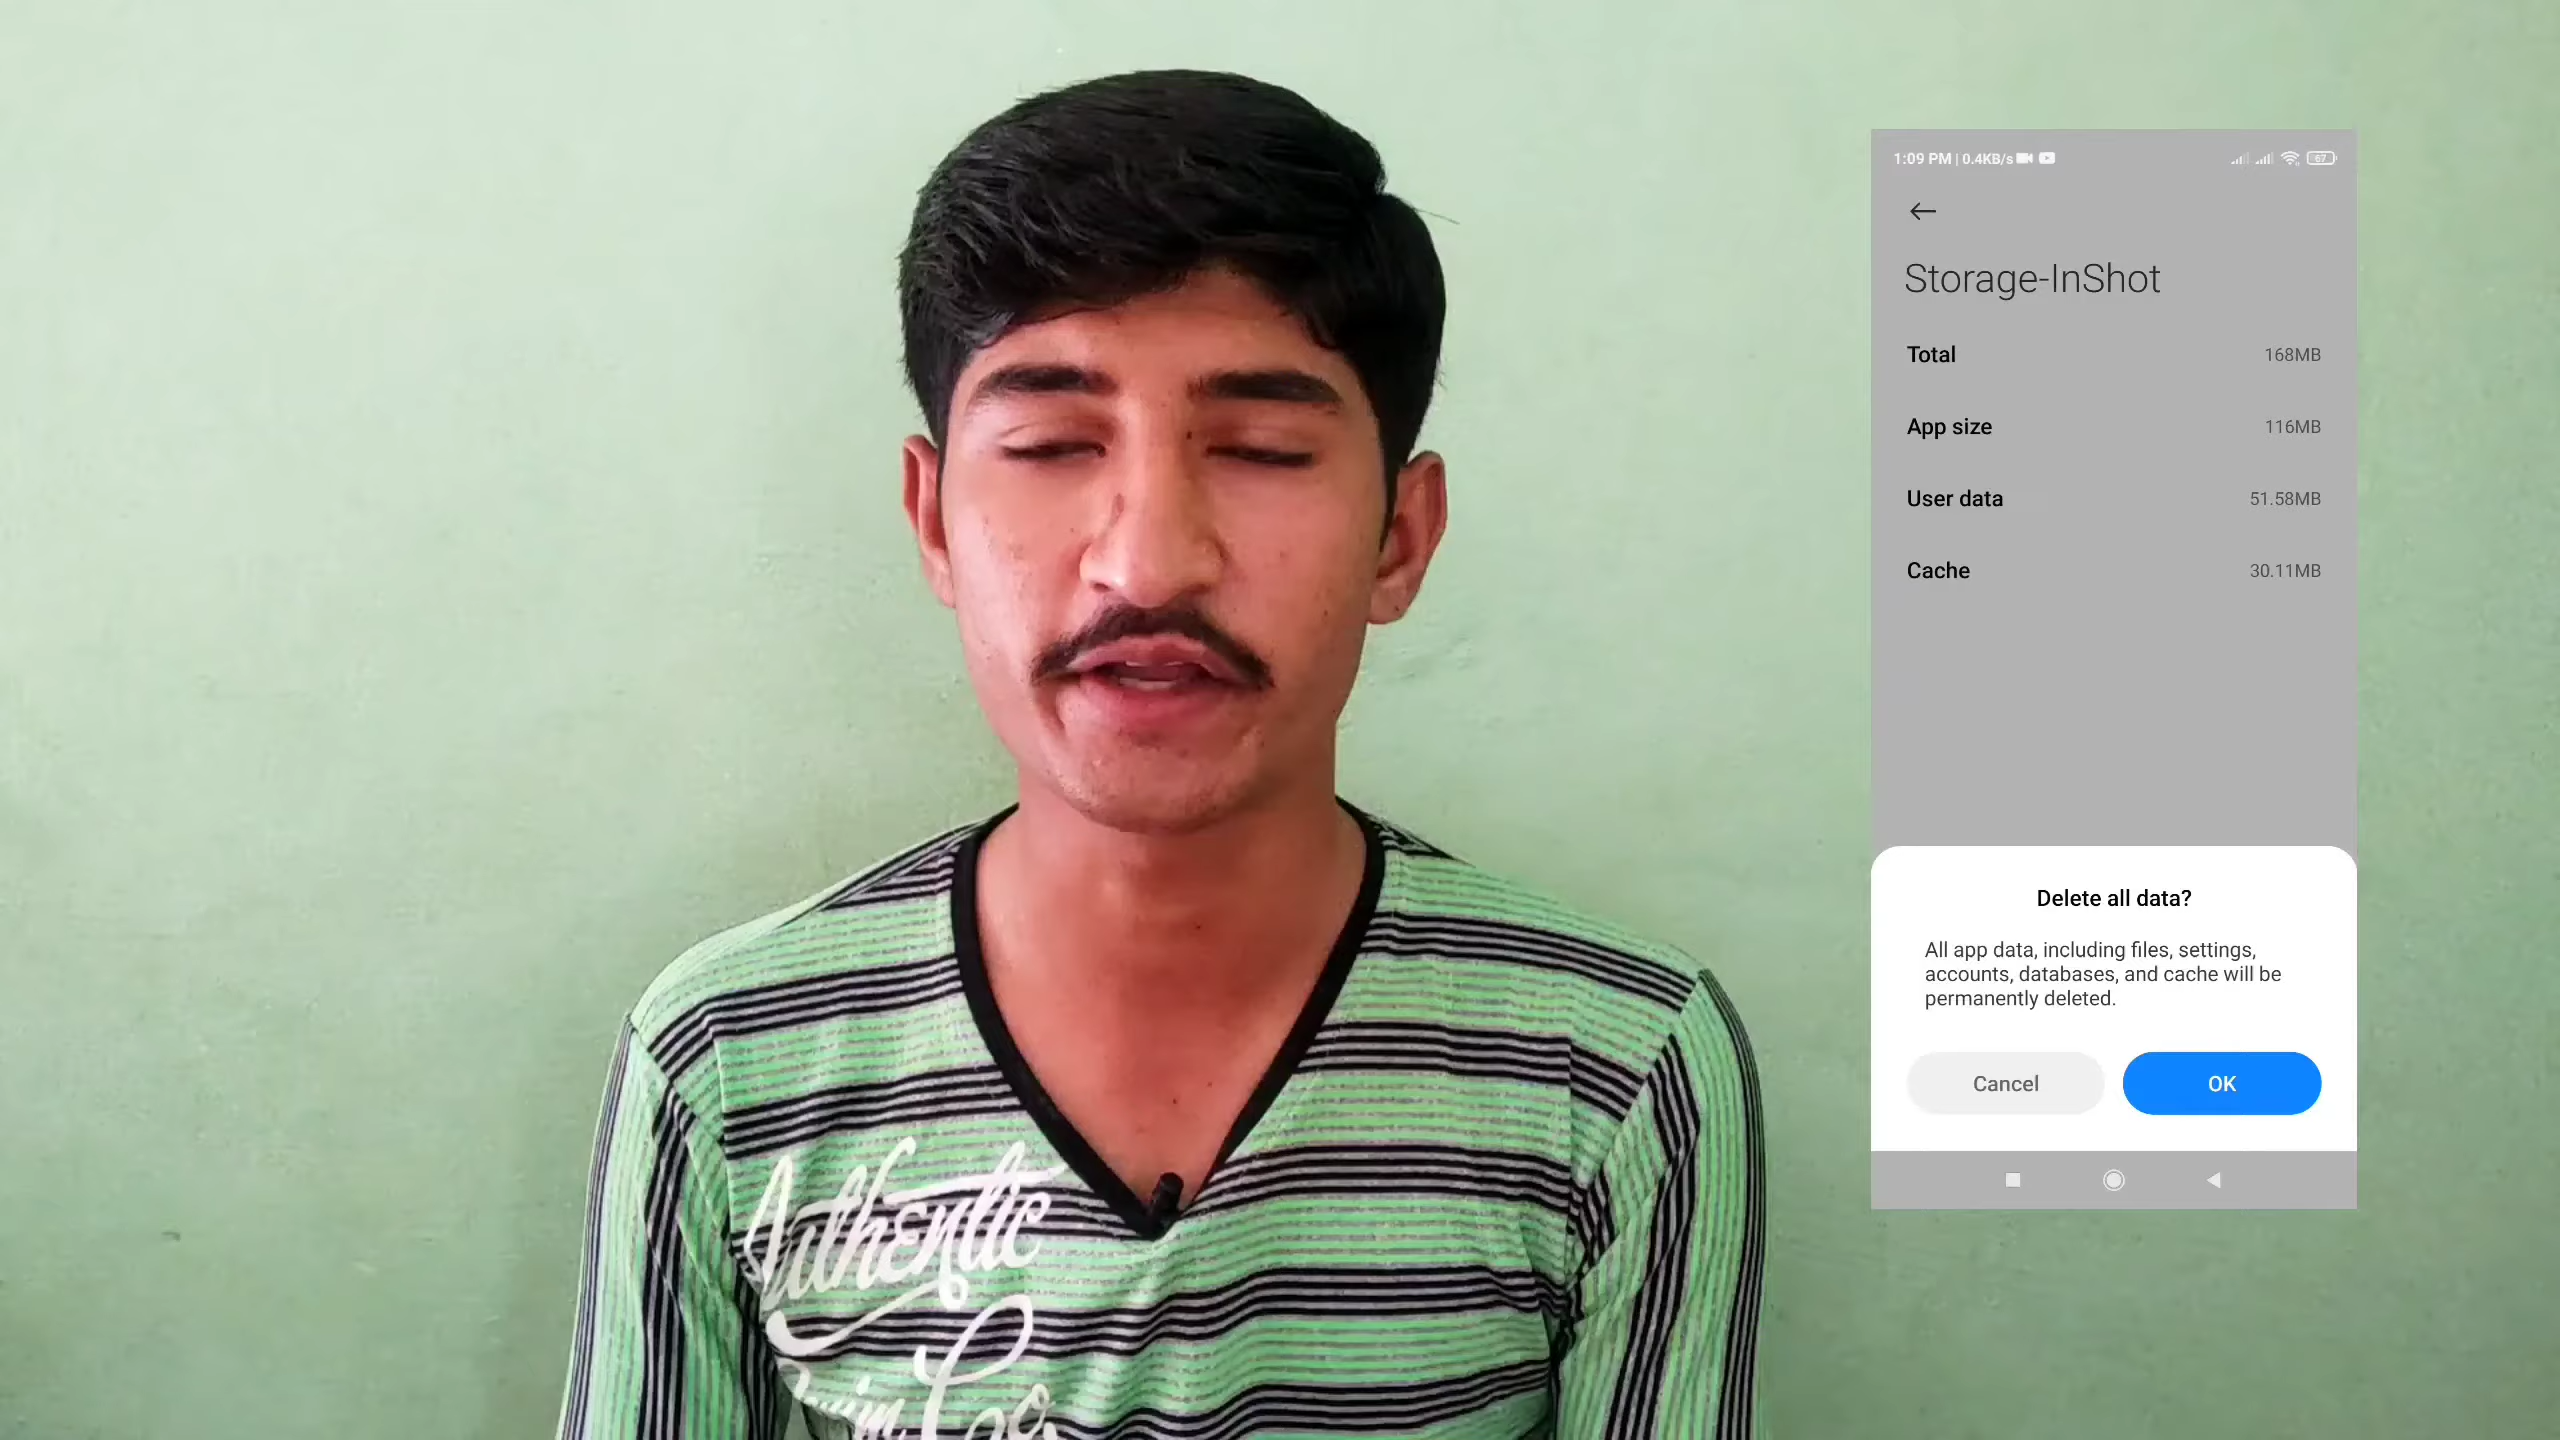 Authentic
Co.
1:09 PM | 0.4KB/s
67
Storage-InShot
Total 168MB
App size 116MB
User data 51.58MB
Cache 30.11MB
Delete all data?
All app data, including files, settings,
accounts, databases, and cache will be
permanently deleted.
Cancel OK